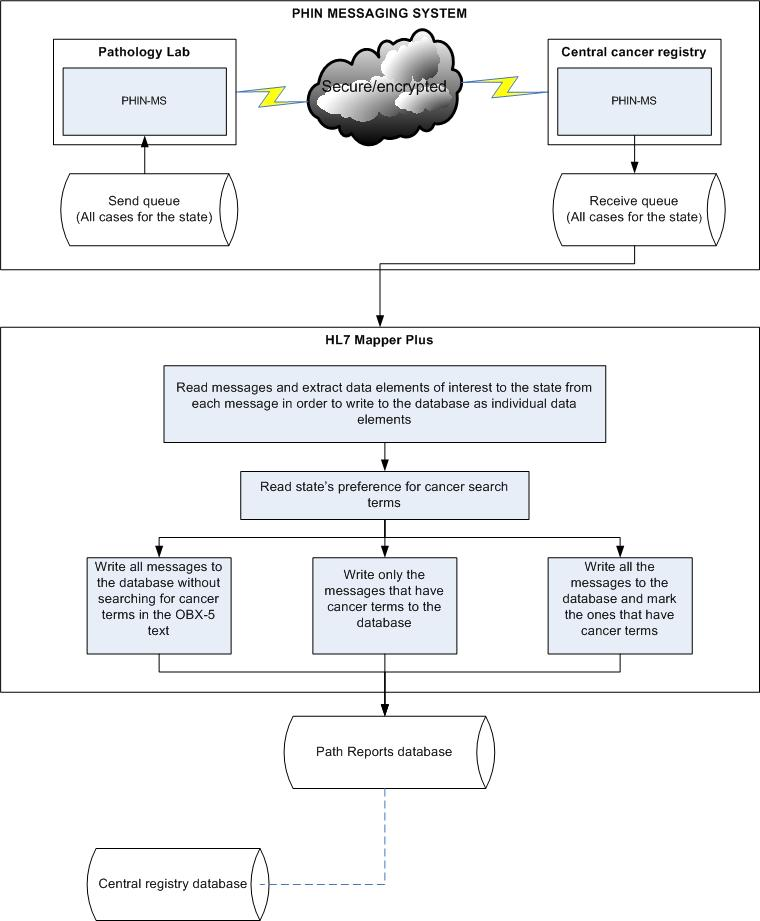 PHIN MESSAGING SYSTEM
Pathology Lab
PHIN-MS
Secure/encrypted
Central cancer registry
PHIN-MS
Send queue
(All cases for the state)
Receive queue
(All cases for the state)
HL7 Mapper Plus
Read messages and extract data elements of interest to the state from
each message in order to write to the database as individual data
elements
Read state's preference for cancer search
terms
Write all messages to
the database without
searching for cancer
terms in the OBX-5
text
Write only the
messages that have
cancer terms to the
database
Write all the
messages to the
database and mark
the ones that have
cancer terms
Path Reports database
Central registry database